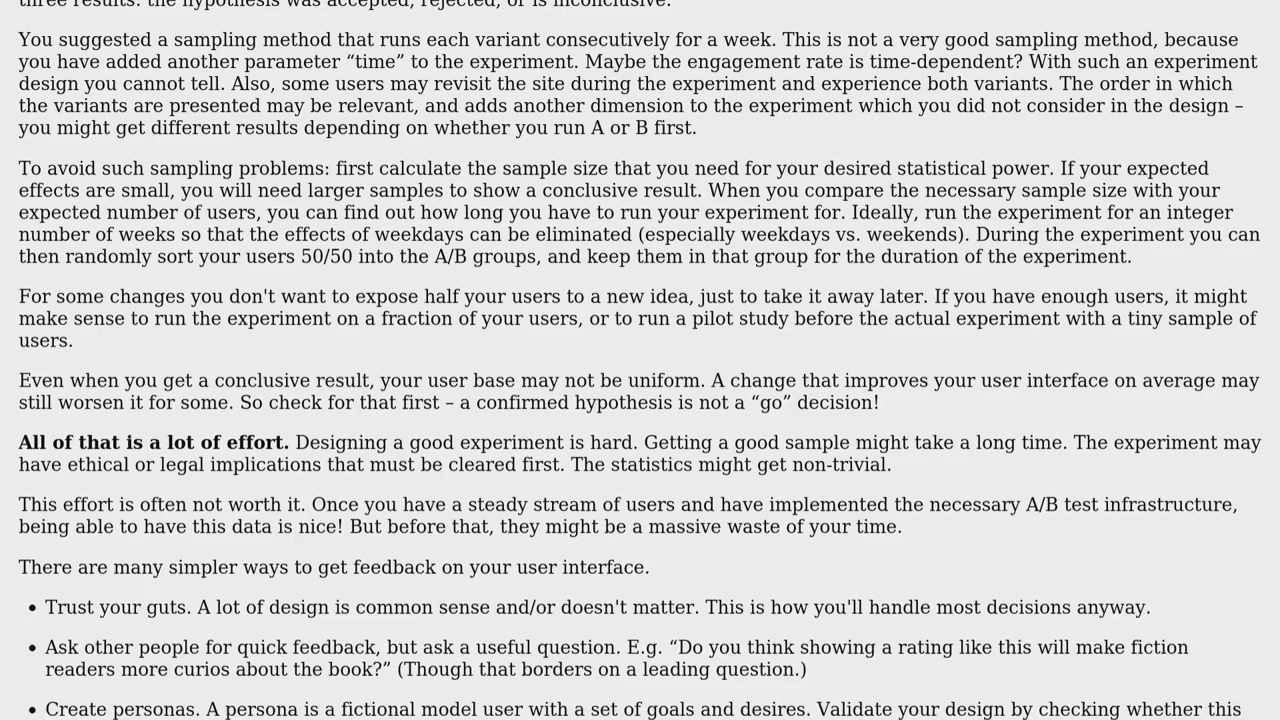 three results: the hypothesis was accepted, rejected, or is inconclusive.
You suggested a sampling method that runs each variant consecutively for a week. This is not a very good sampling method, because
you have added another parameter “time” to the experiment. Maybe the engagement rate is time-dependent? With such an experiment
design you cannot tell. Also, some users may revisit the site during the experiment and experience both variants. The order in which
the variants are presented may be relevant, and adds another dimension to the experiment which you did not consider in the design –
you might get different results depending on whether you run A or B first.
To avoid such sampling problems: first calculate the sample size that you need for your desired statistical power. If your expected
effects are small, you will need larger samples to show a conclusive result. When you compare the necessary sample size with your
expected number of users, you can find out how long you have to run your experiment for. Ideally, run the experiment for an integer
number of weeks so that the effects of weekdays can be eliminated (especially weekdays vs. weekends). During the experiment you can
then randomly sort your users 50/50 into the A/B groups, and keep them in that group for the duration of the experiment.
For some changes you don't want to expose half your users to a new idea, just to take it away later. If you have enough users, it might
make sense to run the experiment on a fraction of your users, or to run a pilot study before the actual experiment with a tiny sample of
users.
Even when you get a conclusive result, your user base may not be uniform. A change that improves your user interface on average may
still worsen it for some. So check for that first – a confirmed hypothesis is not a “go” decision!
All of that is a lot of effort. Designing a good experiment is hard. Getting a good sample might take a long time. The experiment may
have ethical or legal implications that must be cleared first. The statistics might get non-trivial.
This effort is often not worth it. Once you have a steady stream of users and have implemented the necessary A/B test infrastructure,
being able to have this data is nice! But before that, they might be a massive waste of your time.
There are many simpler ways to get feedback on your user interface.
• Trust your guts. A lot of design is common sense and/or doesn't matter. This is how you'll handle most decisions anyway.
• Ask other people for quick feedback, but ask a useful question. E.g. “Do you think showing a rating like this will make fiction
readers more curios about the book?” (Though that borders on a leading question.)
• Create personas. A persona is a fictional model user with a set of goals and desires. Validate your design by checking whether this